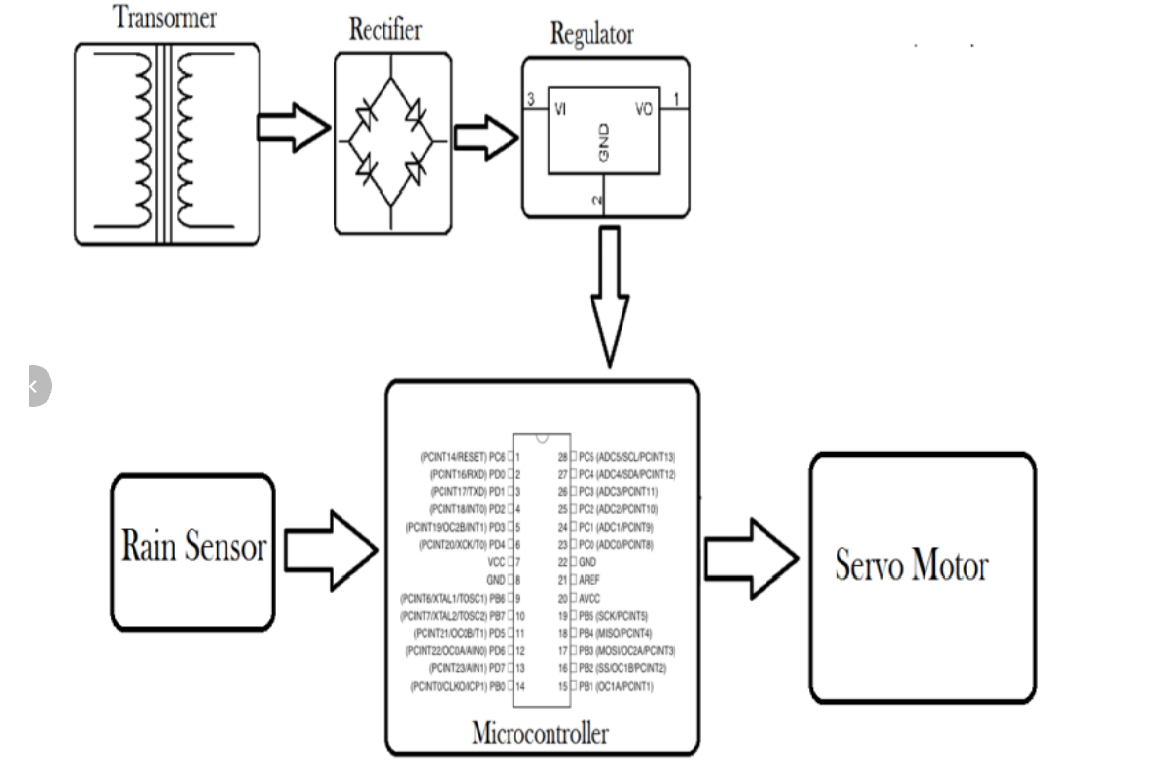 Transormer
Rectifier
Regulator
3
VI
VO
1
GND
2
Rain Sensor
(PCINT14/RESET) PC6 1
(PCINT16/RXD) PD0 2
(PCINT17/TXD) PD1 3
(PCINT18/INT0) PD2 4
(PCINT19/OC2B/INT1) PD3 5
(PCINT20/XCK/T0) PD4 6
VCC 7
GND 8
(PCINT6/XTAL1/TOSC1) PB6 9
(PCINT7/XTAL2/TOSC2) PB7 10
(PCINT21/OC0B/T1) PD5 11
(PCINT22/OC0A/AIN0) PD6 12
(PCINT23/AIN1) PD7 13
(PCINT0/CLKO/ICP1) PB0 14
28 PC5 (ADC5/SCL/PCINT13)
27 PC4 (ADC4/SDA/PCINT12)
26 PC3 (ADC3/PCINT11)
25 PC2 (ADC2/PCINT10)
24 PC1 (ADC1/PCINT9)
23 PC0 (ADC0/PCINT8)
22 GND
21 AREF
20 AVCC
19 PB5 (SCK/PCINT5)
18 PB4 (MISO/PCINT4)
17 PB3 (MOSI/OC2A/PCINT3)
16 PB2 (SS/OC1B/PCINT2)
15 PB1 (OC1A/PCINT1)
Microcontroller
Servo Motor